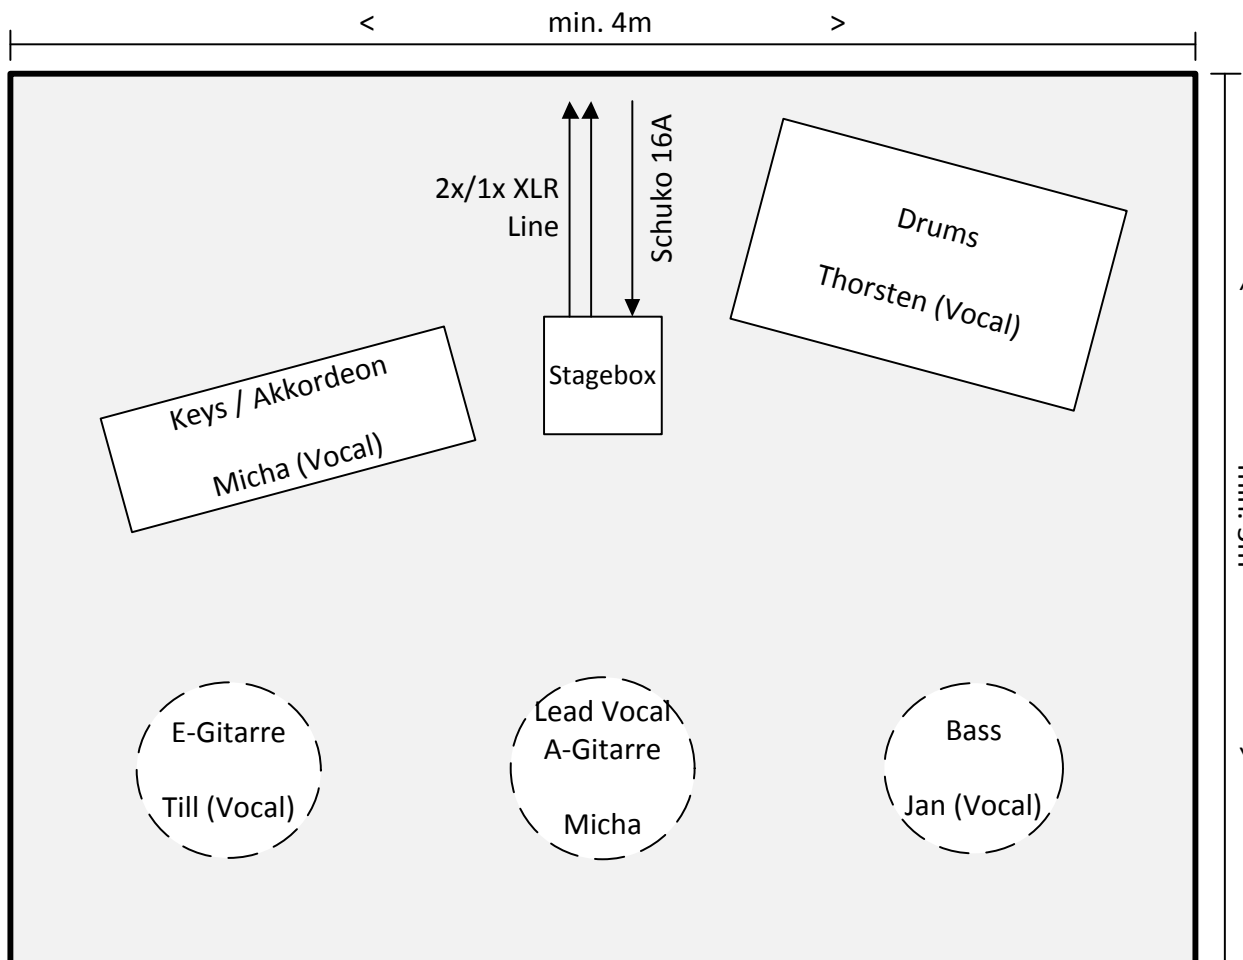 < min. 4m >
2x/1x XLR
Line
Schuko 16A
Drums
Thorsten (Vocal)
Stagebox
Keys / Akkordeon
Micha (Vocal)
E-Gitarre
Till (Vocal)
Lead Vocal
A-Gitarre
Micha
Bass
Jan (Vocal)